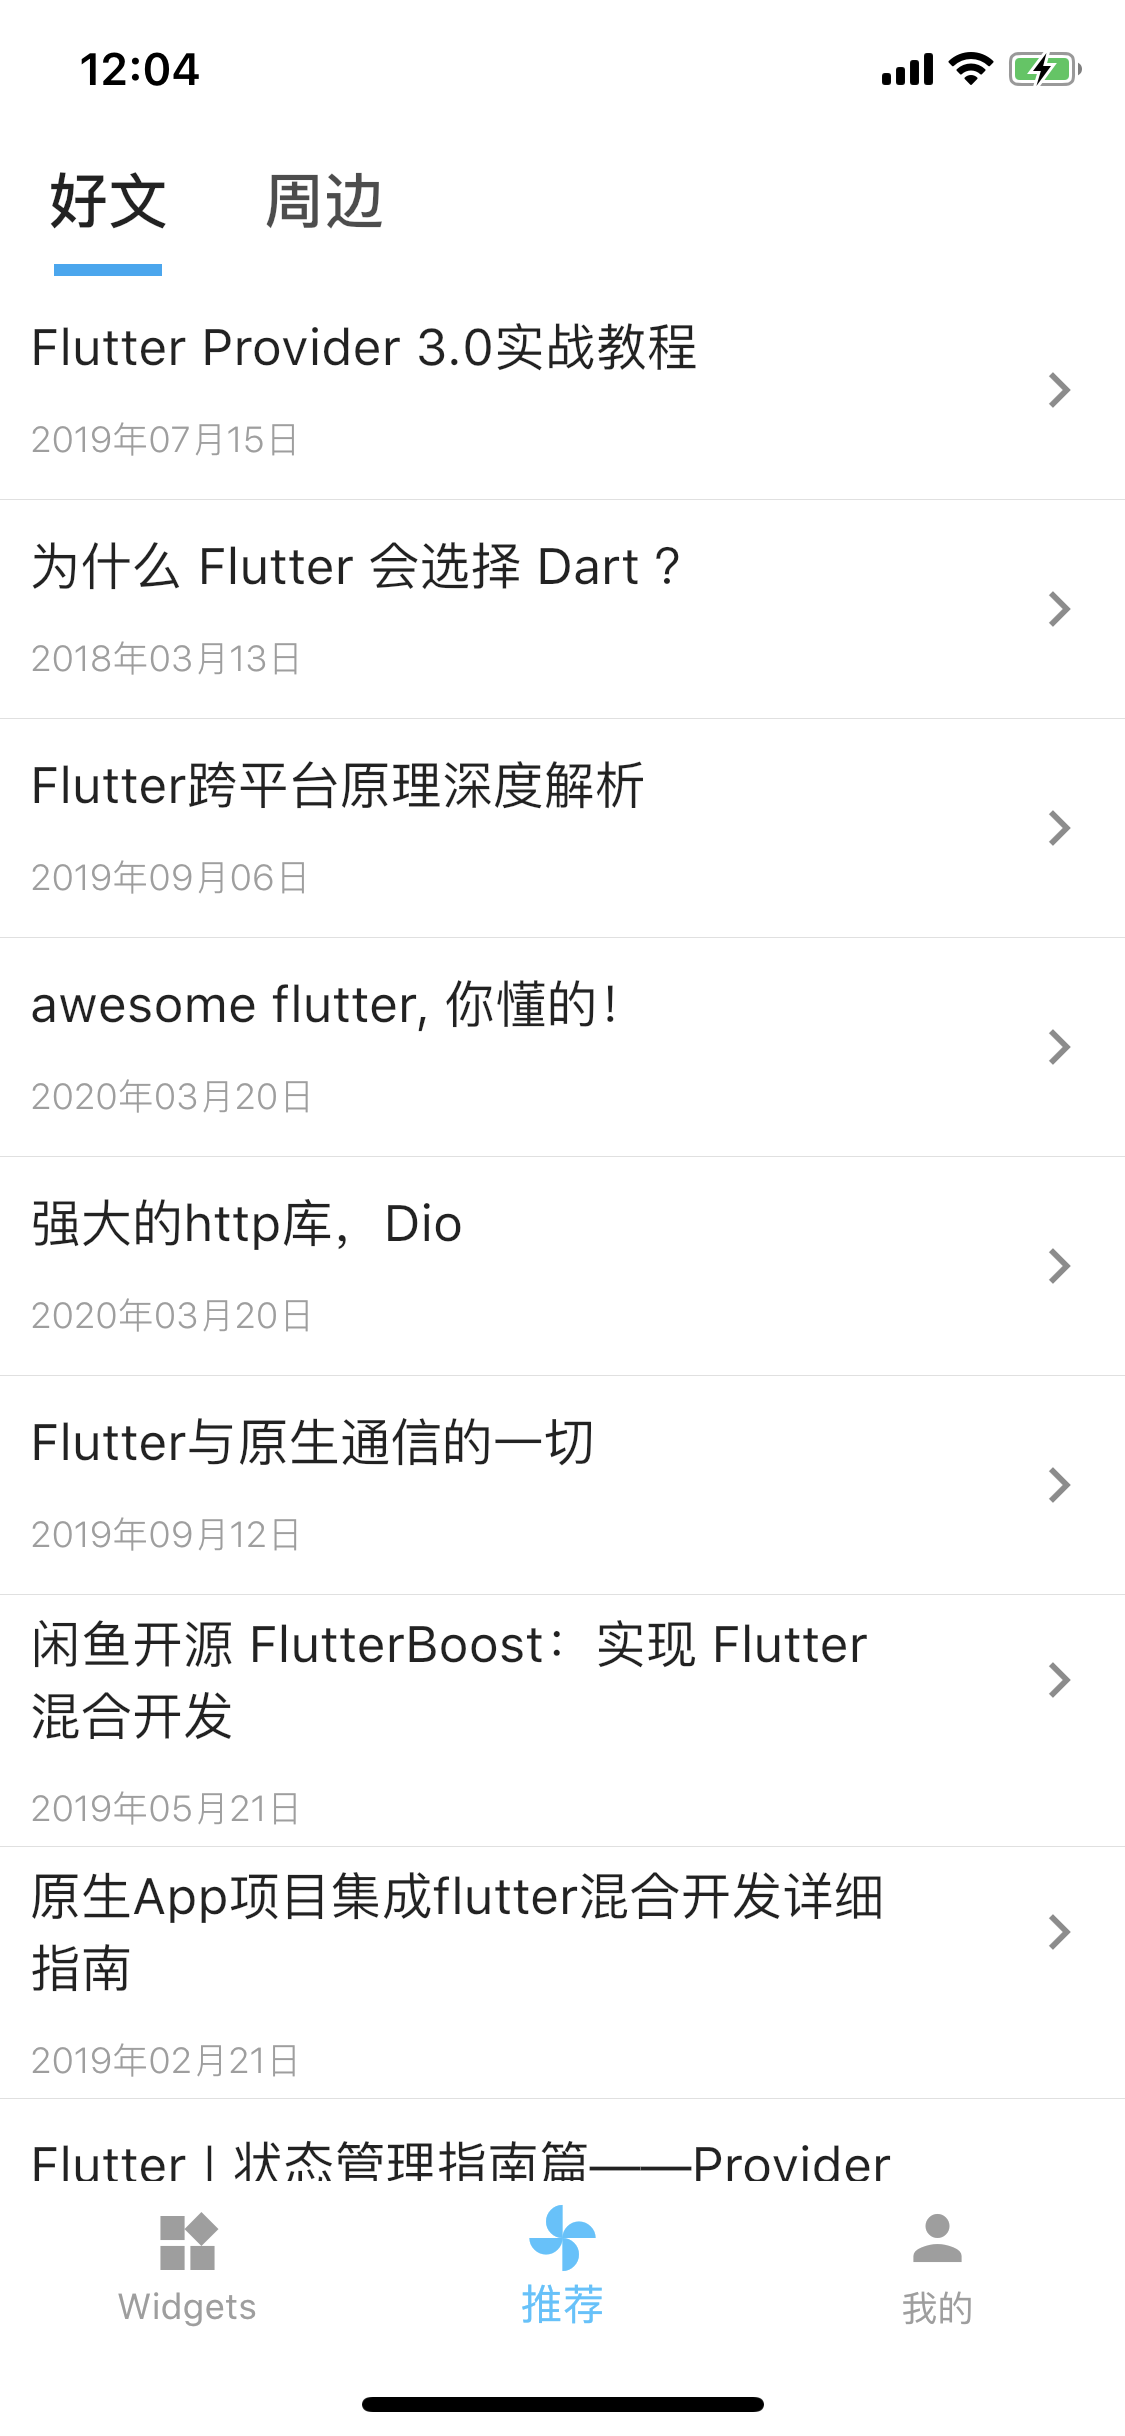 12:04
好文 周边
Flutter Provider 3.0实战教程
2019年07月15日
为什么 Flutter 会选择 Dart ?
2018年03月13日
Flutter跨平台原理深度解析
2019年09月06日
awesome flutter, 你懂的！
2020年03月20日
强大的http库，Dio
2020年03月20日
Flutter与原生通信的一切
2019年09月12日
闲鱼开源 FlutterBoost：实现 Flutter
混合开发
2019年05月21日
原生App项目集成flutter混合开发详细
指南
2019年02月21日
Flutter | 状态管理指南篇——Provider
Widgets 推荐 我的